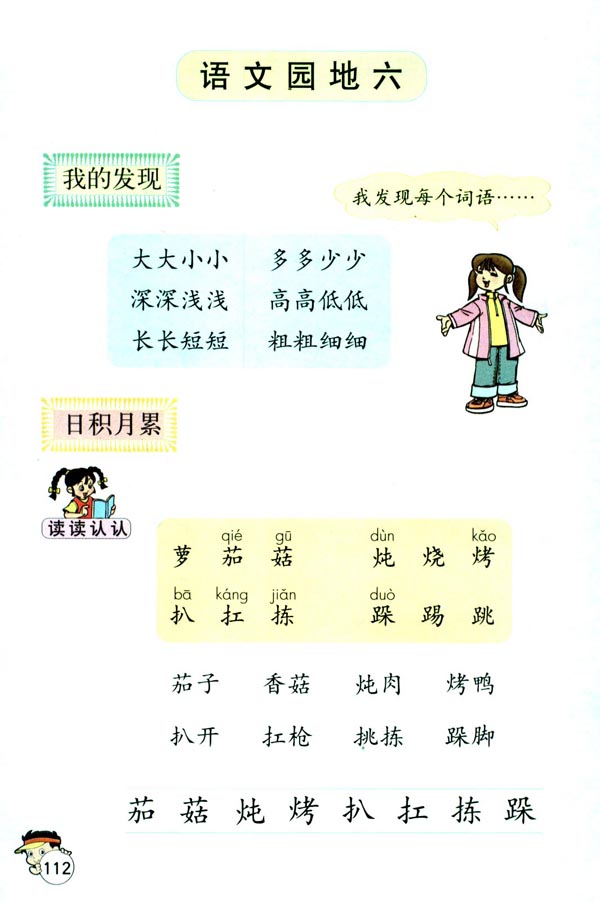 语文园地六
我的发现
我发现每个词语……
大大小小 多多少少
深深浅浅 高高低低
长长短短 粗粗细细
日积月累
读读认认
qié gū dùn kǎo
萝 茄 菇 炖 烧 烤
bā káng jiǎn duò
扒 扛 拣 跺 踢 跳
茄子 香菇 炖肉 烤鸭
扒开 扛枪 挑拣 跺脚
茄 菇 炖 烤 扒 扛 拣 跺
112